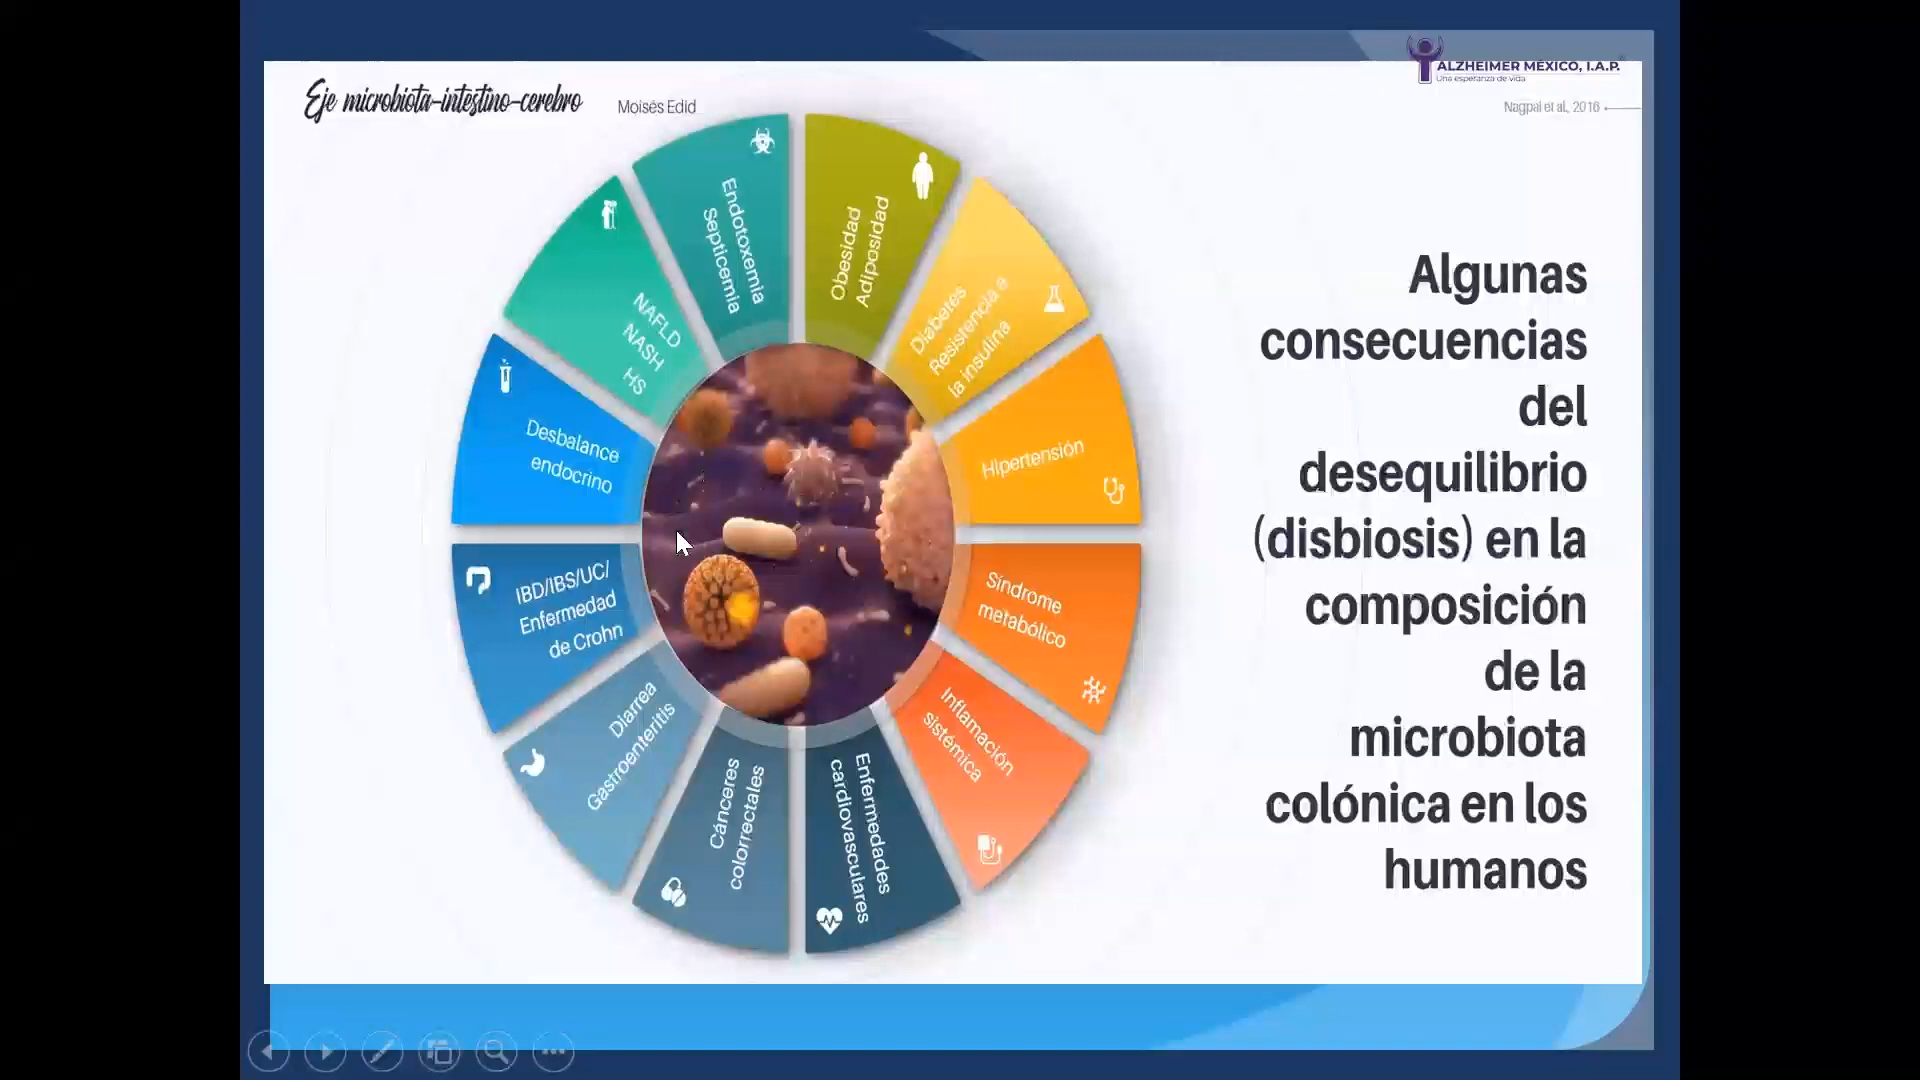 Eje microbiota-intestino-cerebro
Moisés Edid
ALZHEIMER MÉXICO, I.A.P.
Una esperanza de vida
Nagpal et al., 2016
Obesidad
Adiposidad
Diabetes
Resistencia a
la insulina
Hipertensión
Síndrome
metabólico
Inflamación
sistémica
Enfermedades
cardiovasculares
Cánceres
colorrectales
Diarrea
Gastroenteritis
IBD/IBS/UC/
Enfermedad
de Crohn
Desbalance
endocrino
NAFLD
NASH
HS
Endotoxemia
Septicemia
Algunas
consecuencias
del
desequilibrio
(disbiosis) en la
composición
de la
microbiota
colónica en los
humanos